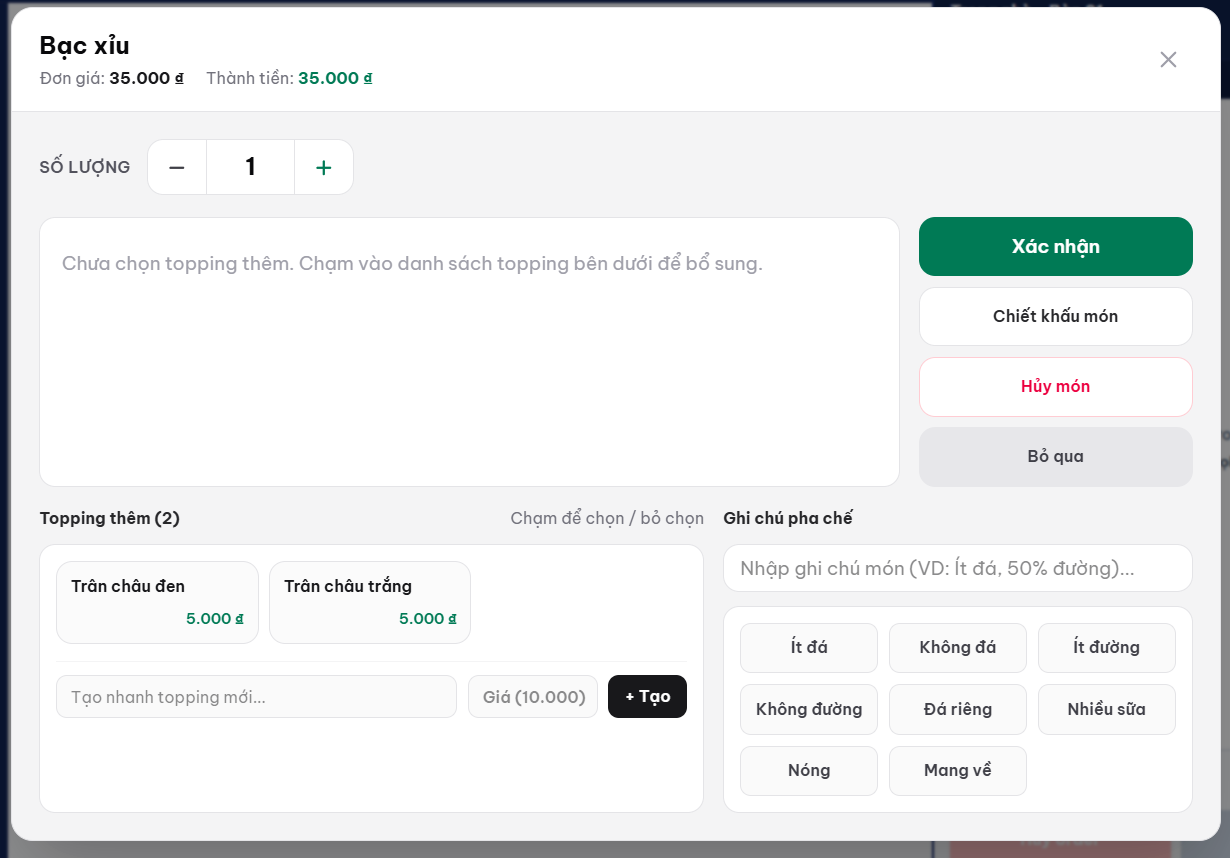 Bạc xỉu
Đơn giá: 35.000 ₫ Thành tiền: 35.000 ₫
SỐ LƯỢNG − 1 +
Chưa chọn topping thêm. Chạm vào danh sách topping bên dưới để bổ sung.
Xác nhận
Chiết khấu món
Hủy món
Bỏ qua
Topping thêm (2) Chạm để chọn / bỏ chọn
Trân châu đen
5.000 ₫
Trân châu trắng
5.000 ₫
Tạo nhanh topping mới... Giá (10.000) + Tạo
Ghi chú pha chế
Nhập ghi chú món (VD: Ít đá, 50% đường)...
Ít đá Không đá Ít đường
Không đường Đá riêng Nhiều sữa
Nóng Mang về